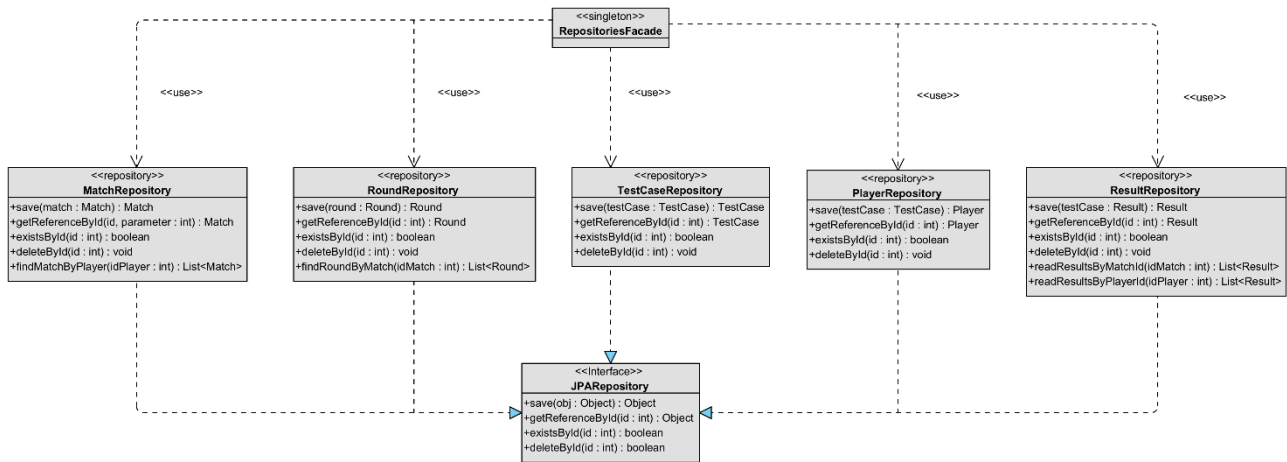 <<singleton>>
RepositoriesFacade
<<use>>
<<use>>
<<use>>
<<use>>
<<use>>
<<repository>>
MatchRepository
+save(match : Match) : Match
+getReferenceById(id, parameter : int) : Match
+existsById(id : int) : boolean
+deleteById(id : int) : void
+findMatchByPlayer(idPlayer : int) : List<Match>
<<repository>>
RoundRepository
+save(round : Round) : Round
+getReferenceById(id : int) : Round
+existsById(id : int) : boolean
+deleteById(id : int) : void
+findRoundByMatch(idMatch : int) : List<Round>
<<repository>>
TestCaseRepository
+save(testCase : TestCase) : TestCase
+getReferenceById(id : int) : TestCase
+existsById(id : int) : boolean
+deleteById(id : int) : void
<<repository>>
PlayerRepository
+save(testCase : TestCase) : Player
+getReferenceById(id : int) : Player
+existsById(id : int) : boolean
+deleteById(id : int) : void
<<repository>>
ResultRepository
+save(testCase : Result) : Result
+getReferenceById(id : int) : Result
+existsById(id : int) : boolean
+deleteById(id : int) : void
+readResultsByMatchId(idMatch : int) : List<Result>
+readResultsByPlayerId(idPlayer : int) : List<Result>
<<Interface>>
JPARepository
+save(obj : Object) : Object
+getReferenceById(id : int) : Object
+existsById(id : int) : boolean
+deleteById(id : int) : boolean